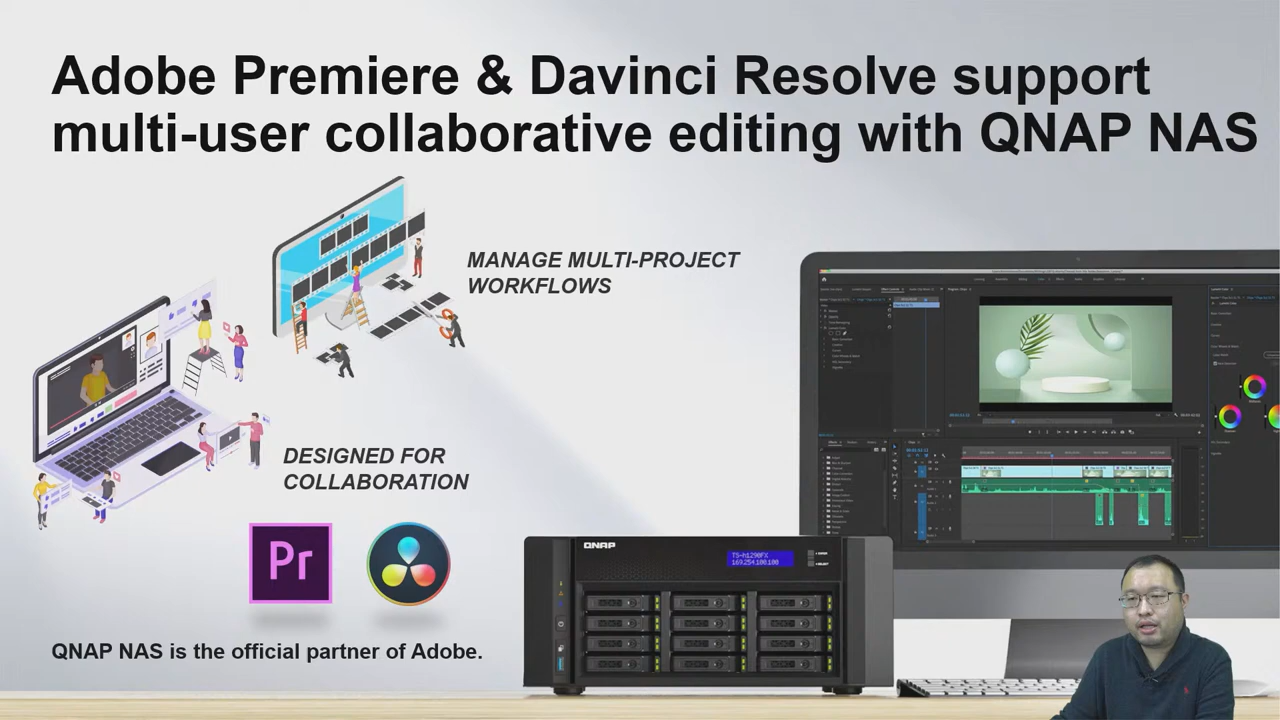 Adobe Premiere & Davinci Resolve support
multi-user collaborative editing with QNAP NAS
MANAGE MULTI-PROJECT
WORKFLOWS
DESIGNED FOR
COLLABORATION
Pr
QNAP
TS-h1290FX
169.254.100.100
QNAP NAS is the official partner of Adobe.